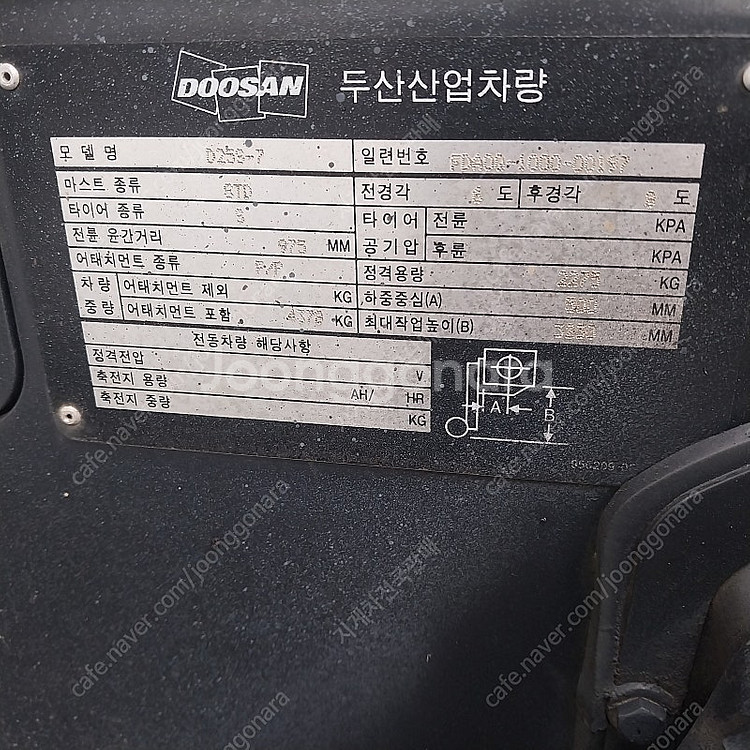 DOOSAN 두산산업차량
모델명 D25S-7 일련번호
마스트 종류 STD 전경각 도 후경각 도
타이어 종류 타이어 전륜 KPA
전륜 윤간거리 975 MM 공기압 후륜 KPA
어태치먼트 종류 정격용량 KG
차량 중량 어태치먼트 제외 KG 하중중심(A) MM
어태치먼트 포함 KG 최대작업높이(B) MM
전동차량 해당사항
정격전압 V
축전지 용량 AH/ HR
축전지 중량 KG
A B
joonggonara
cafe.naver.com/joonggonara